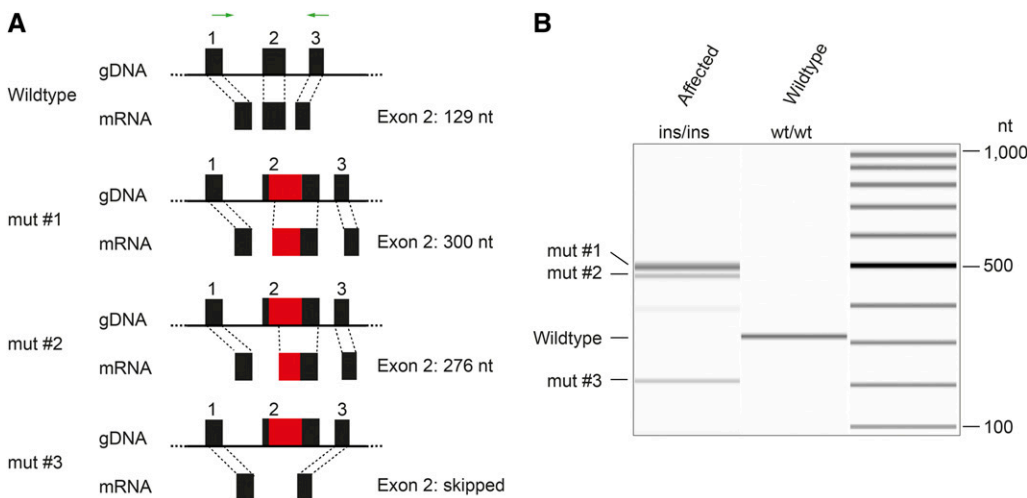 A
Wildtype
1 2 3
gDNA
mRNA
Exon 2: 129 nt
mut #1
1 2 3
gDNA
mRNA
Exon 2: 300 nt
mut #2
1 2 3
gDNA
mRNA
Exon 2: 276 nt
mut #3
1 2 3
gDNA
mRNA
Exon 2: skipped
B
Affected
Wildtype
ins/ins
wt/wt
nt
1,000
mut #1
500
mut #2
Wildtype
mut #3
100